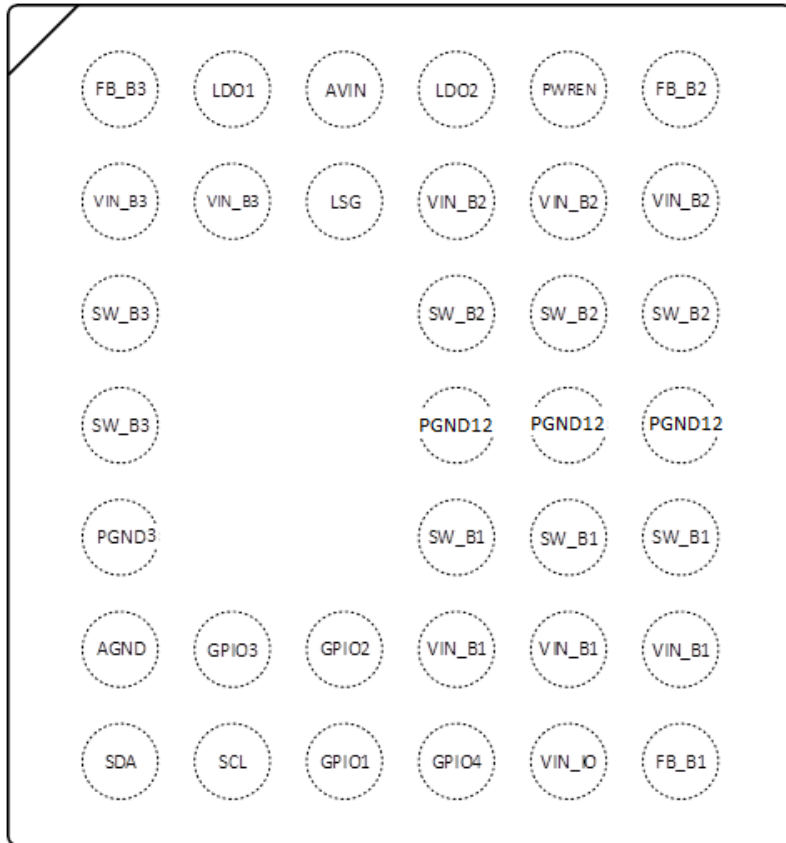 FB_B3 LDO1 AVIN LDO2 PWREN FB_B2
VIN_B3 VIN_B3 LSG VIN_B2 VIN_B2 VIN_B2
SW_B3 SW_B2 SW_B2 SW_B2
SW_B3 PGND12 PGND12 PGND12
PGND3 SW_B1 SW_B1 SW_B1
AGND GPIO3 GPIO2 VIN_B1 VIN_B1 VIN_B1
SDA SCL GPIO1 GPIO4 VIN_IO FB_B1